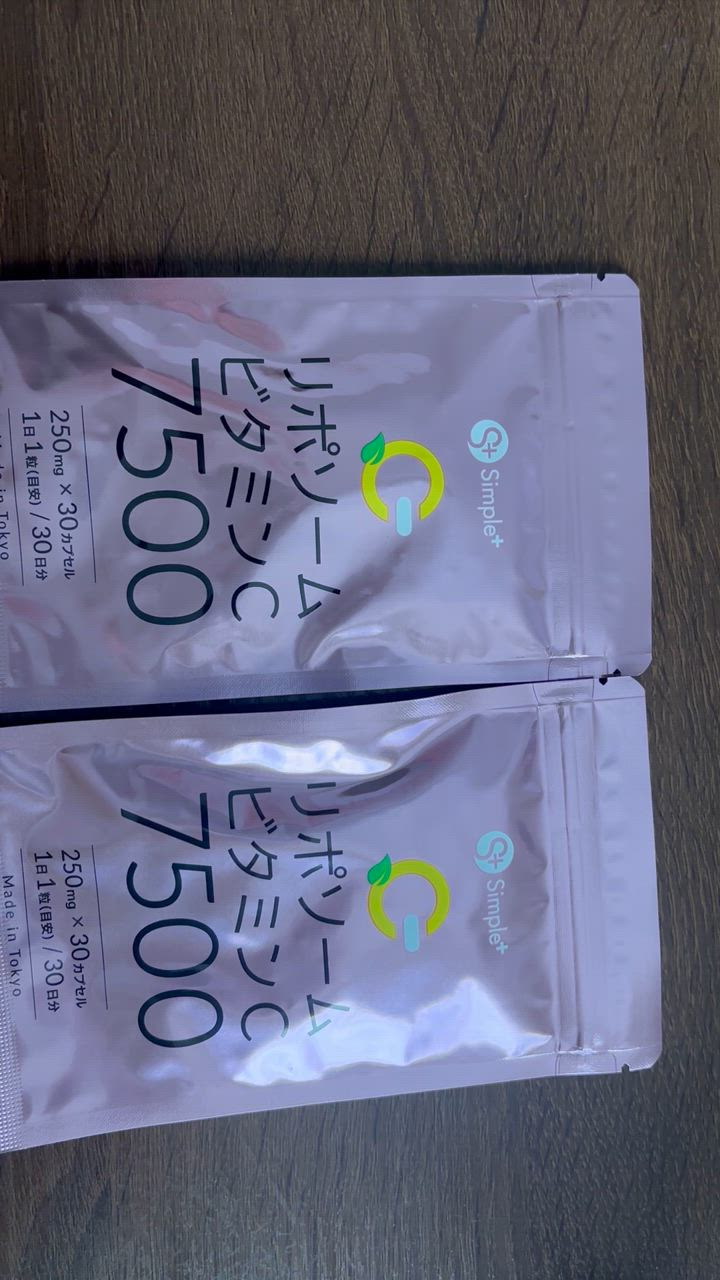 Simple+
リポソーム
ビタミンC
7500
250mg × 30カプセル
1日1粒(目安) / 30日分
Made in Tokyo
Simple+
リポソーム
ビタミンC
7500
250mg × 30カプセル
1日1粒(目安) / 30日分
Made in Tokyo